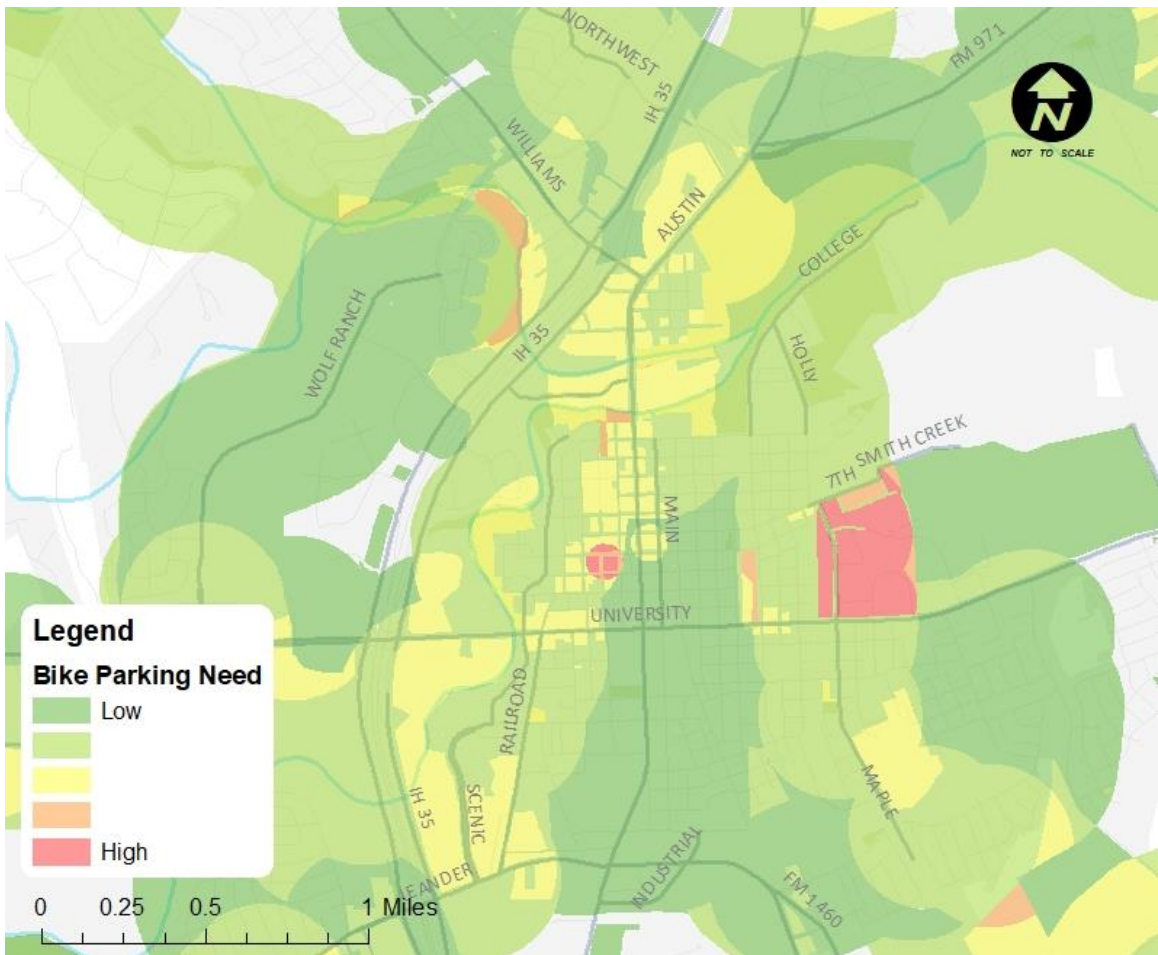 NORTHWEST
IH 35
FM 971
N
NOT TO SCALE
WILLIAMS
AUSTIN
COLLEGE
WOLF RANCH
IH 35
HOLLY
7TH
SMITH CREEK
MAIN
UNIVERSITY
RAILROAD
SCENIC
IH 35
MAPLE
LEANDER
INDUSTRIAL
FM 1460
Legend
Bike Parking Need
Low
High
0 0.25 0.5 1 Miles